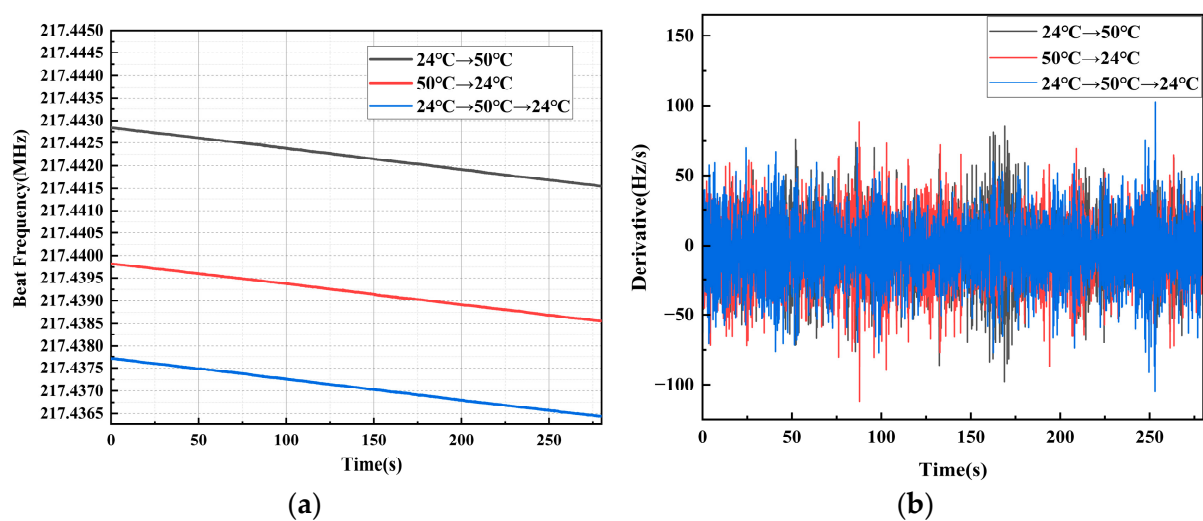 217.4450
217.4445
217.4440
217.4435
217.4430
217.4420
217.4415
217.4410
217.4405
217.4400
217.4395
217.4390
217.4385
217.4380
217.4370
217.4375
217.4365
Beat Frequency(MHz)
24°C→50°C
50°C→24°C
24°C→50°C→24°C
0
50
100
150
200
250
Time(s)
(a)
150
100
50
0
−50
−100
Derivative(Hz/s)
24°C→50°C
50°C→24°C
24°C→50°C→24°C
0
50
100
150
200
250
Time(s)
(b)